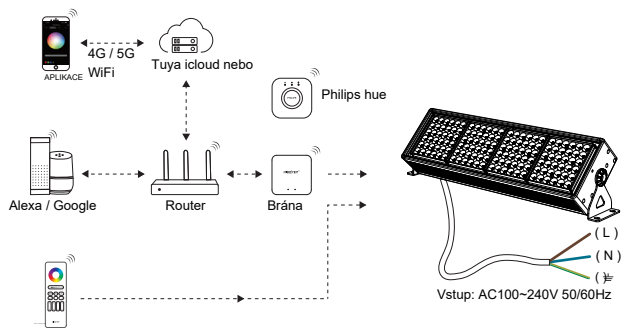 4G / 5G
WiFi
APLIKACE
Tuya icloud nebo
Philips hue
Alexa / Google
Router
Brána
( L )
( N )
( )
Vstup: AC100~240V 50/60Hz